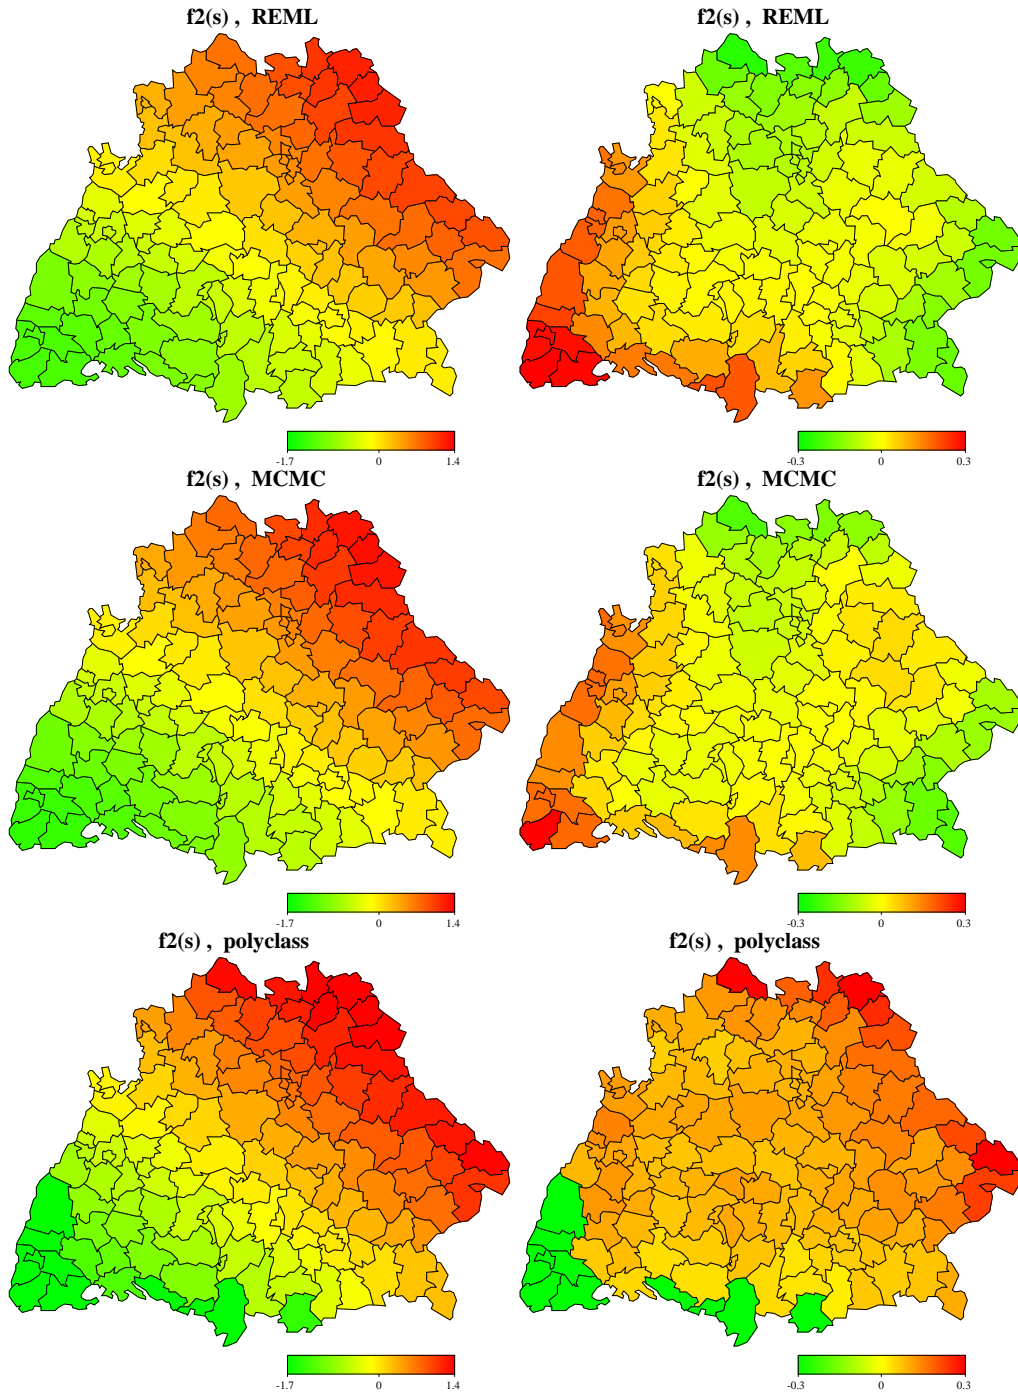 f2(s) , REML
f2(s) , REML
-1.7 0 1.4
-0.3 0 0.3
f2(s) , MCMC
f2(s) , MCMC
-1.7 0 1.4
-0.3 0 0.3
f2(s) , polyclass
f2(s) , polyclass
-1.7 0 1.4
-0.3 0 0.3